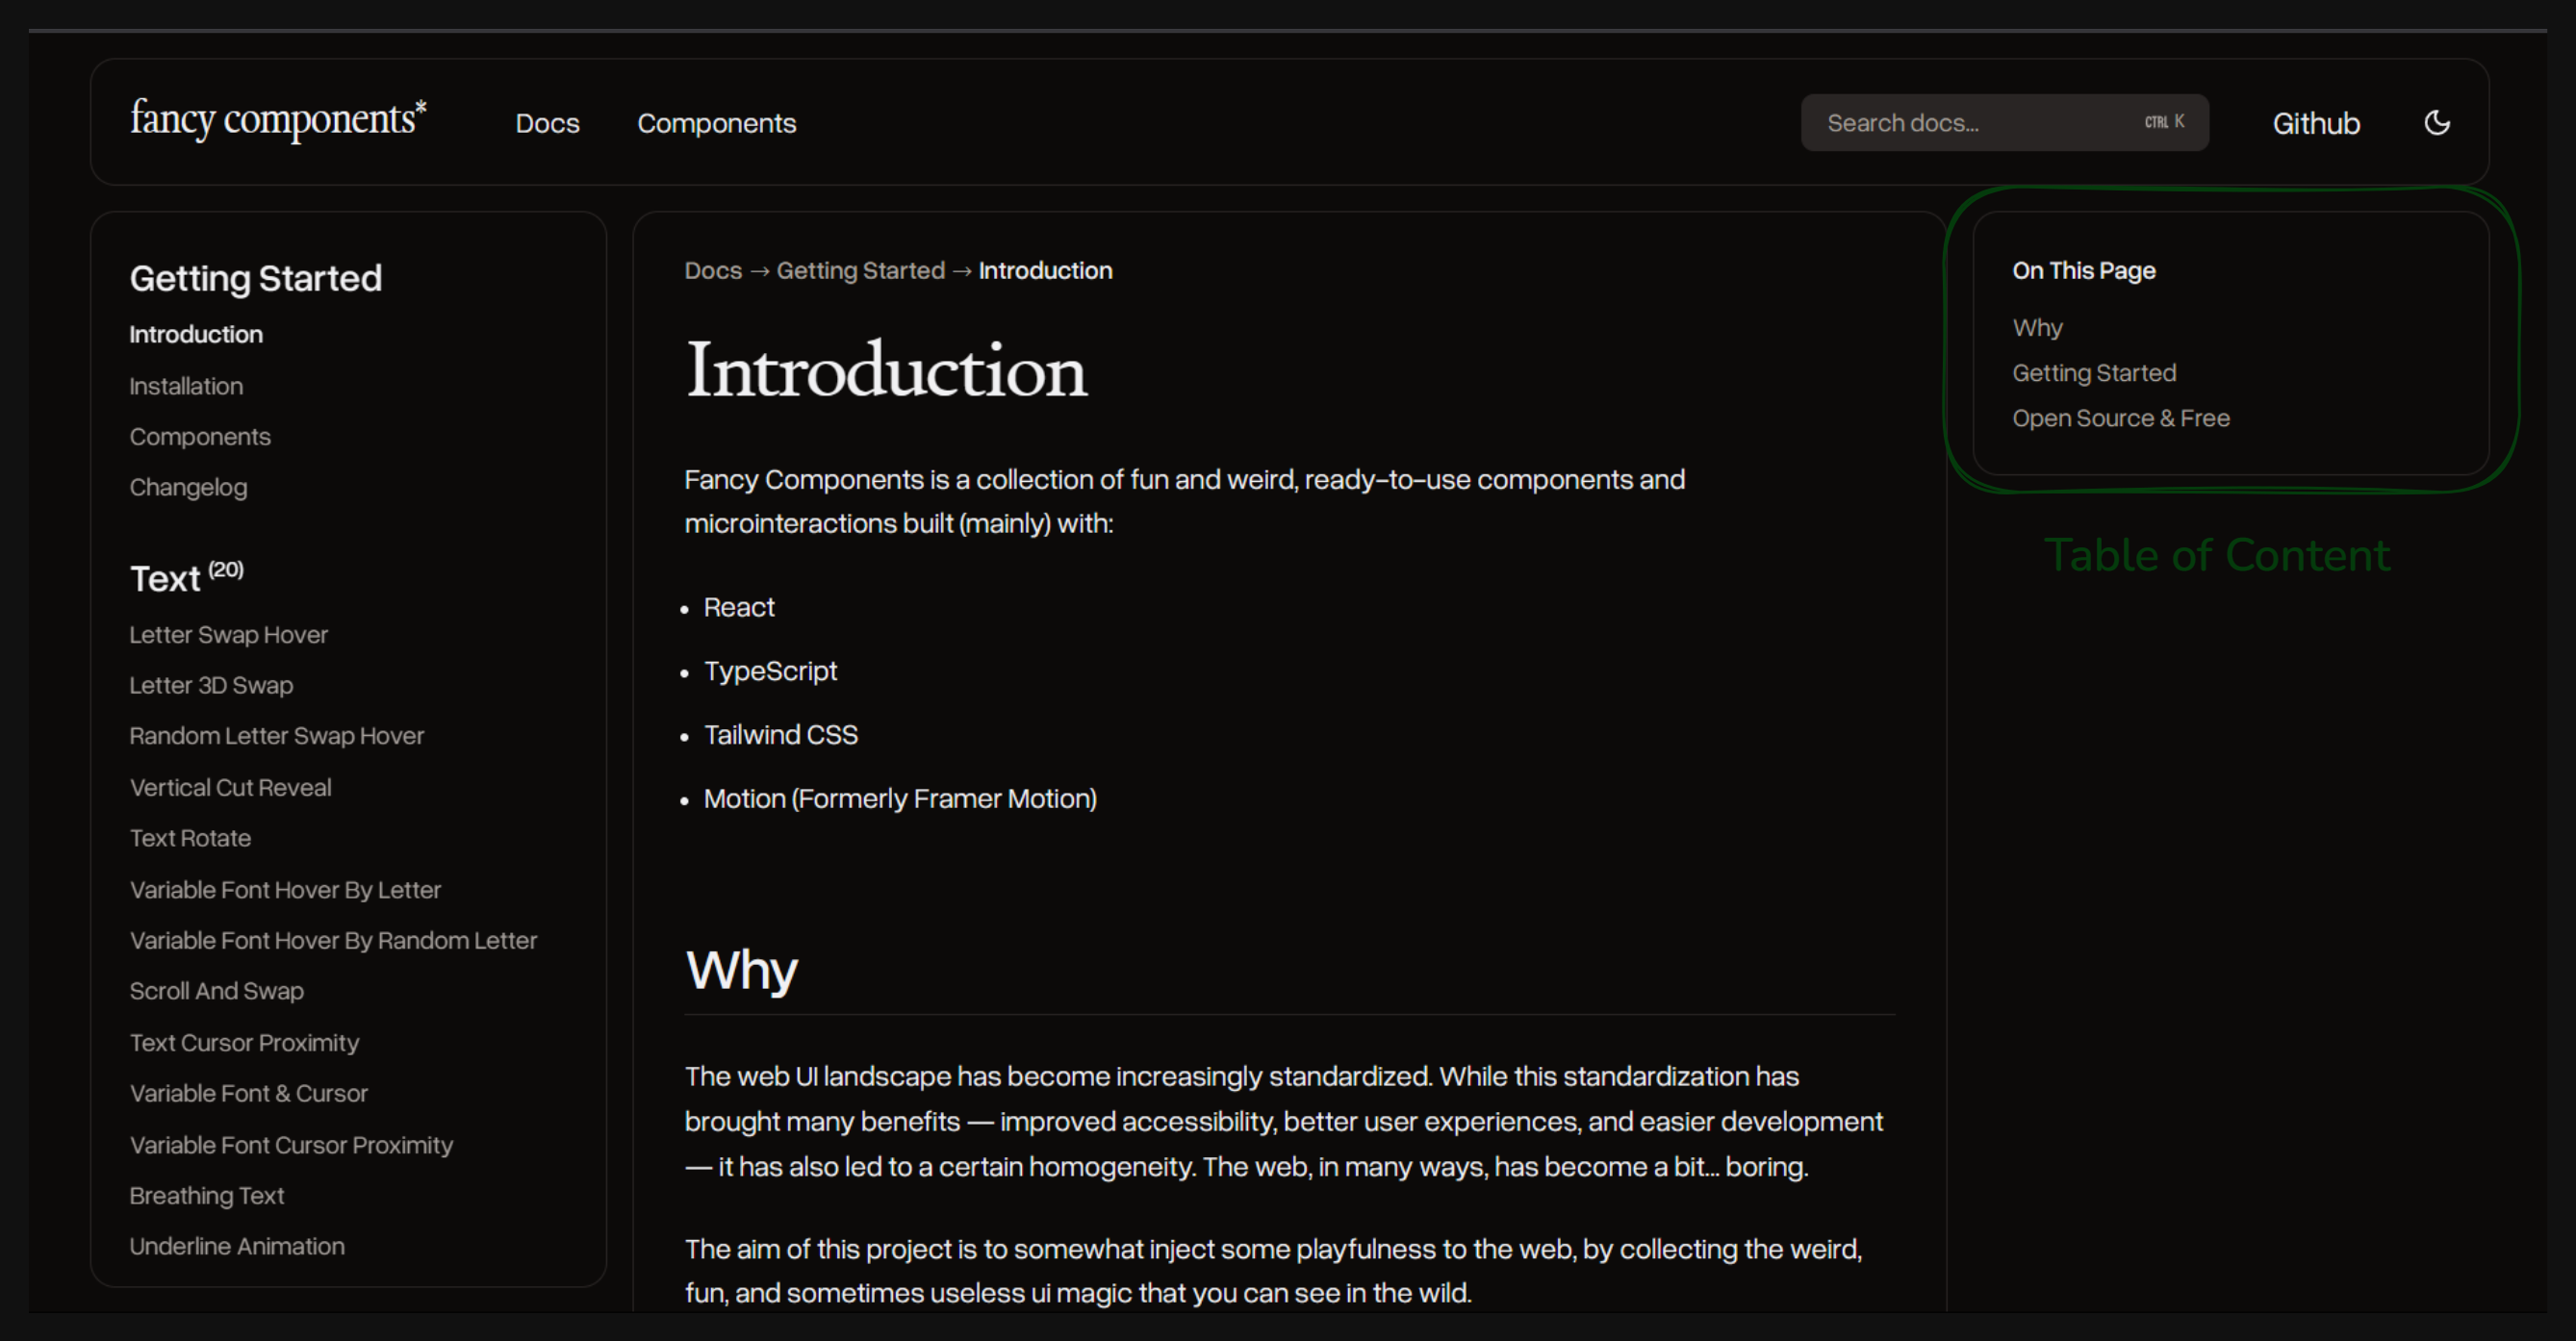 fancy components*
Docs
Components
Search docs...
CTRL K
Github
Getting Started
Introduction
Installation
Components
Changelog
Text (20)
Letter Swap Hover
Letter 3D Swap
Random Letter Swap Hover
Vertical Cut Reveal
Text Rotate
Variable Font Hover By Letter
Variable Font Hover By Random Letter
Scroll And Swap
Text Cursor Proximity
Variable Font & Cursor
Variable Font Cursor Proximity
Breathing Text
Underline Animation
Docs → Getting Started → Introduction
Introduction
Fancy Components is a collection of fun and weird, ready-to-use components and
microinteractions built (mainly) with:
• React
• TypeScript
• Tailwind CSS
• Motion (Formerly Framer Motion)
Why
The web UI landscape has become increasingly standardized. While this standardization has
brought many benefits — improved accessibility, better user experiences, and easier development
— it has also led to a certain homogeneity. The web, in many ways, has become a bit... boring.
The aim of this project is to somewhat inject some playfulness to the web, by collecting the weird,
fun, and sometimes useless ui magic that you can see in the wild.
On This Page
Why
Getting Started
Open Source & Free
Table of Content